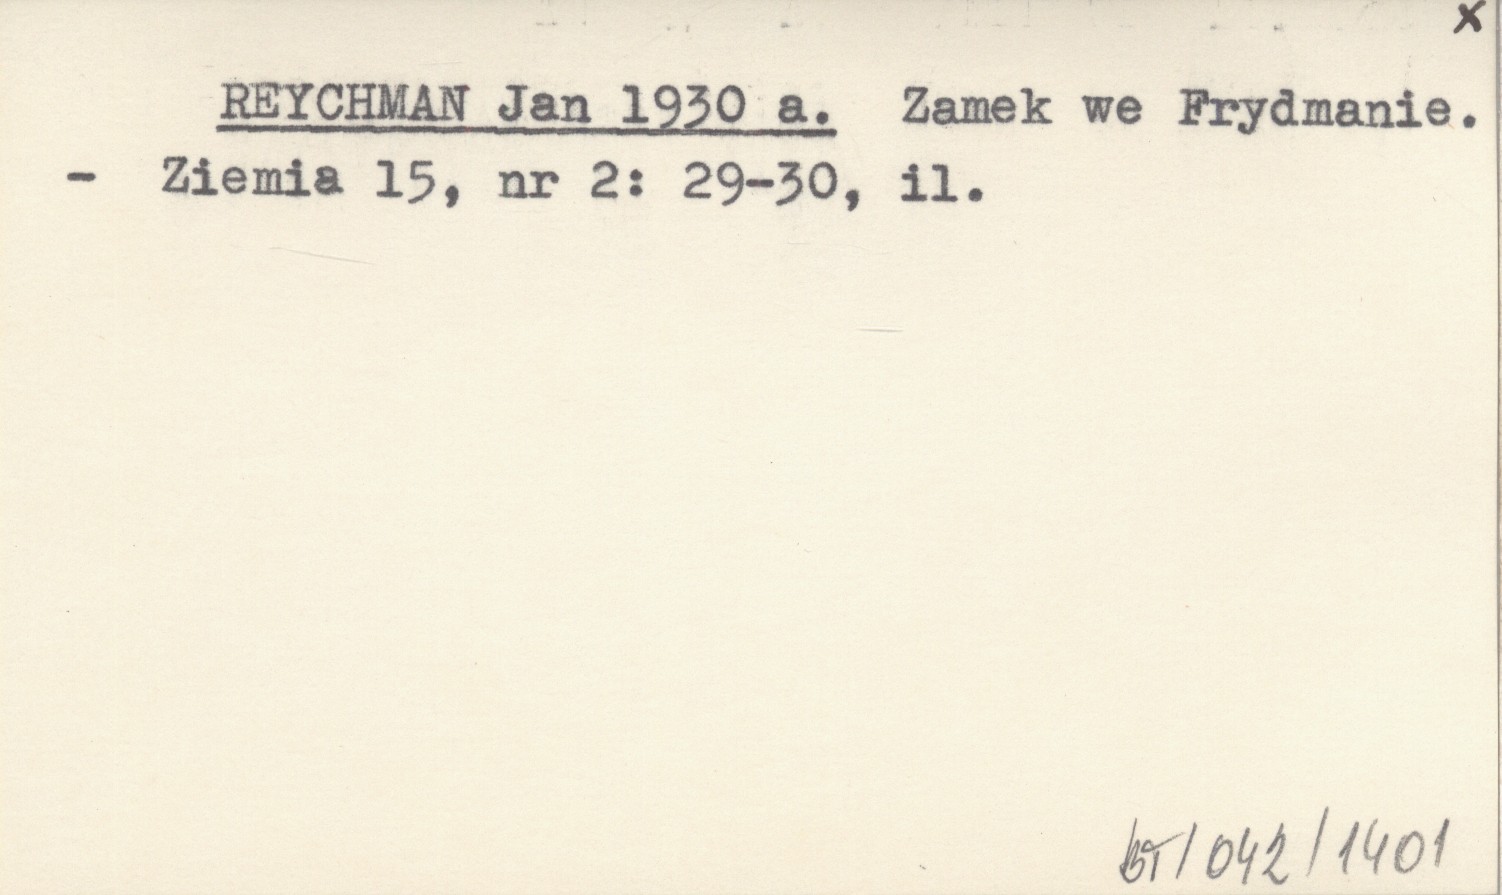 x
REYCHMAN Jan 1930 a. Zamek we Frydmanie.
- Ziemia 15, nr 2: 29-30, il.
BT/042/1401